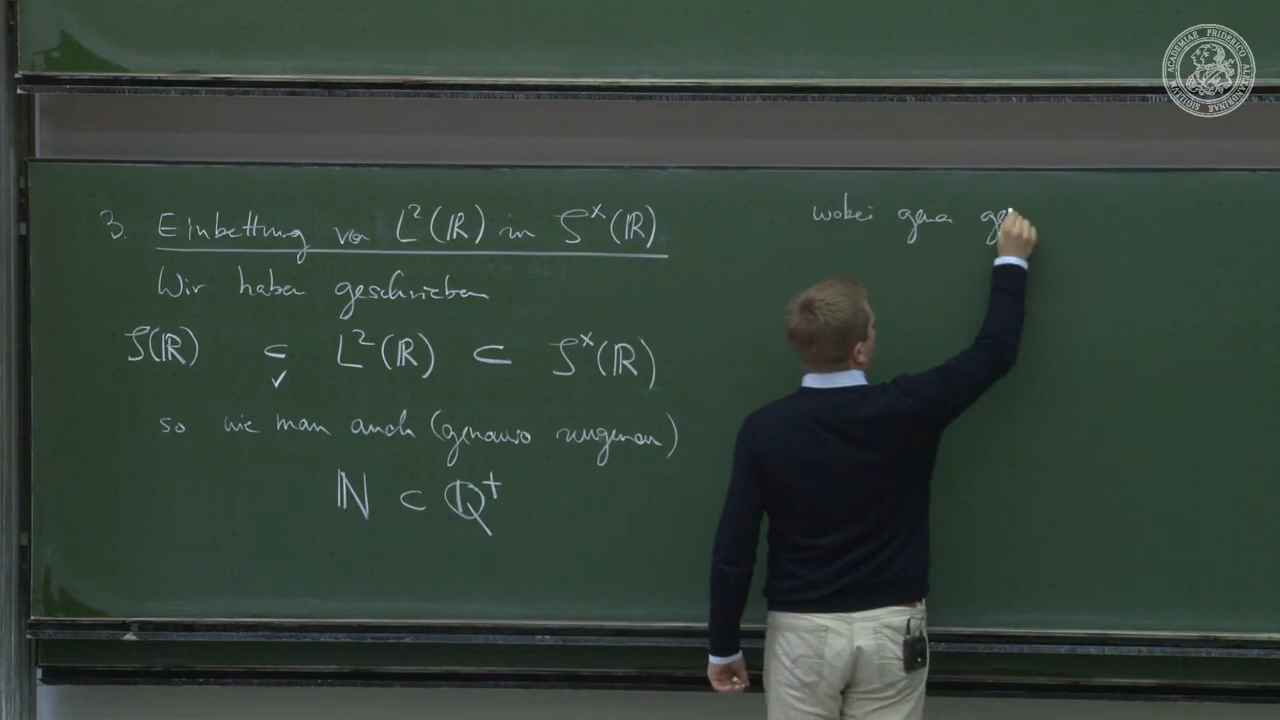 3. Einbettung von L²(ℝ) in S^x(ℝ)
Wir haben geschrieben
S(ℝ) ⊂ L²(ℝ) ⊂ S^x(ℝ)
✓
so wie man auch (genauso ungenau)
ℕ ⊂ ℚ⁺
wobei genau ge